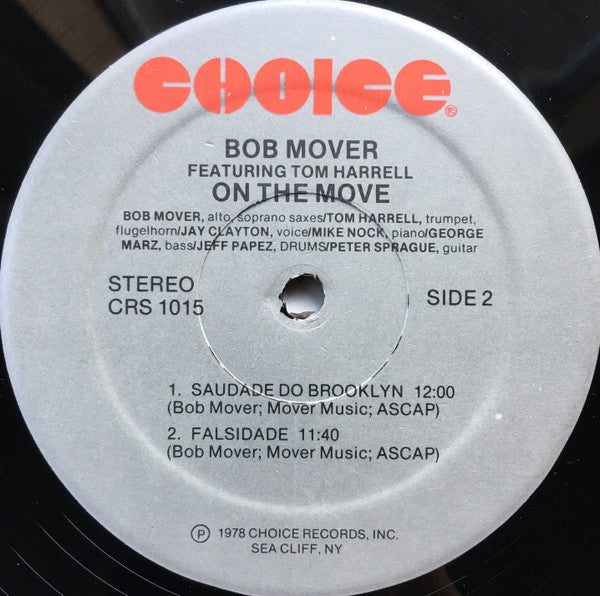 CHOICE®
BOB MOVER
FEATURING TOM HARRELL
ON THE MOVE
BOB MOVER, alto, soprano saxes/TOM HARRELL, trumpet,
flugelhorn/JAY CLAYTON, voice/MIKE NOCK, piano/GEORGE
MARZ, bass/JEFF PAPEZ, DRUMS/PETER SPRAGUE, guitar
STEREO
CRS 1015
SIDE 2
1. SAUDADE DO BROOKLYN 12:00
(Bob Mover; Mover Music; ASCAP)
2. FALSIDADE 11:40
(Bob Mover; Mover Music; ASCAP)
Ⓟ 1978 CHOICE RECORDS, INC.
SEA CLIFF, NY